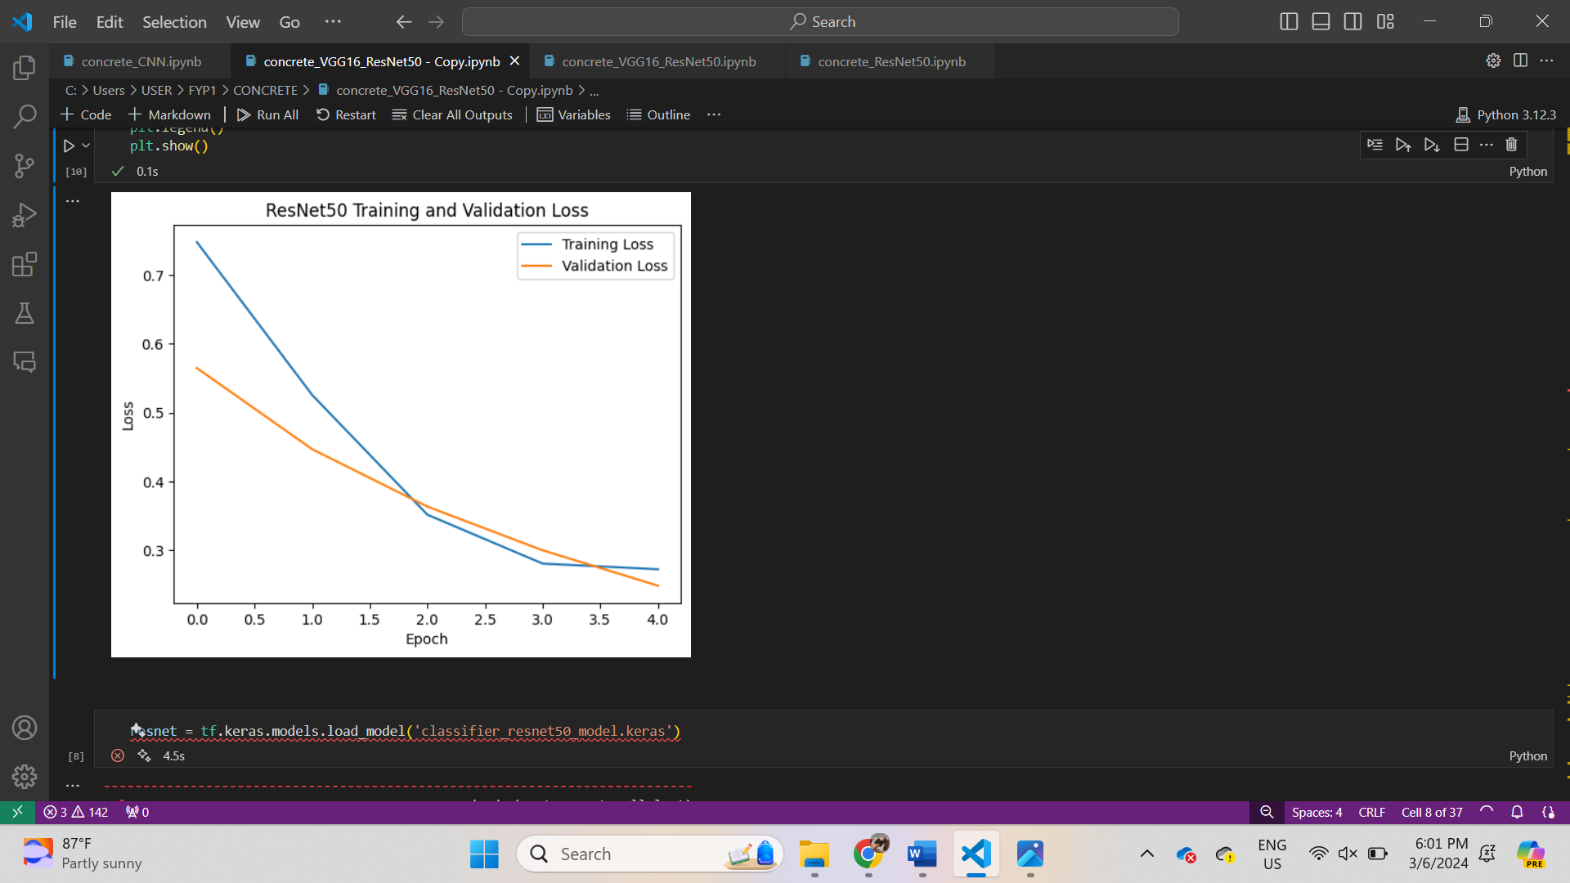 File Edit Selection View Go ··· Search
concrete_CNN.ipynb concrete_VGG16_ResNet50 - Copy.ipynb concrete_VGG16_ResNet50.ipynb concrete_ResNet50.ipynb
C: > Users > USER > FYP1 > CONCRETE > concrete_VGG16_ResNet50 - Copy.ipynb > ...
+ Code + Markdown | Run All Restart Clear All Outputs | Variables Outline ··· Python 3.12.3
plt.legend()
plt.show()
[10] 0.1s Python
ResNet50 Training and Validation Loss
Training Loss
Validation Loss
0.7
0.6
0.5
0.4
0.3
Loss
0.0 0.5 1.0 1.5 2.0 2.5 3.0 3.5 4.0
Epoch
snet = tf.keras.models.load_model('classifier_resnet50_model.keras')
[8] 4.5s Python
3 142 0 Spaces: 4 CRLF Cell 8 of 37
87°F
Partly sunny
Search
ENG
US
6:01 PM
3/6/2024
PRE